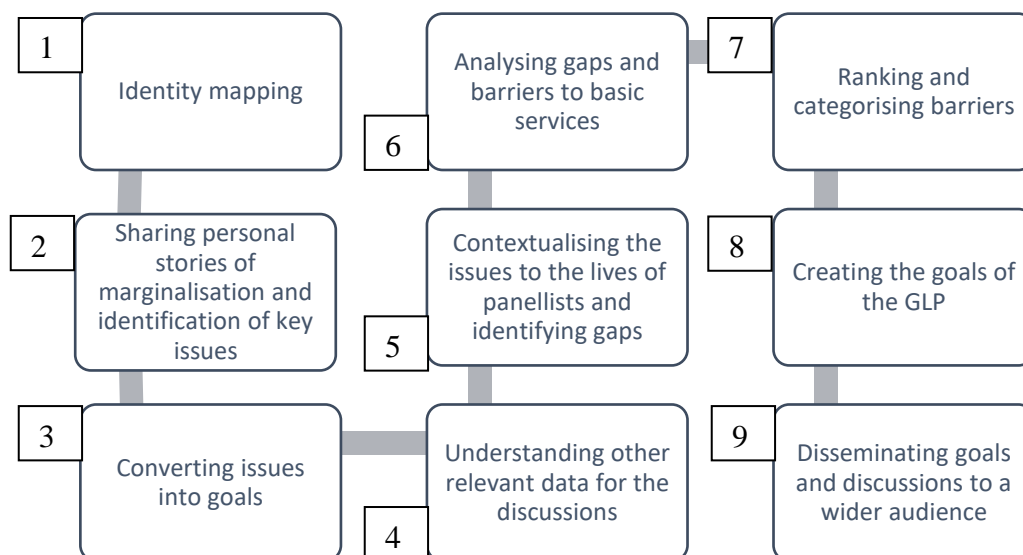 1
Identity mapping
2
Sharing personal
stories of
marginalisation and
identification of key
issues
3
Converting issues
into goals
4
Understanding other
relevant data for the
discussions
5
Contextualising the
issues to the lives of
panellists and
identifying gaps
6
Analysing gaps and
barriers to basic
services
7
Ranking and
categorising barriers
8
Creating the goals of
the GLP
9
Disseminating goals
and discussions to a
wider audience